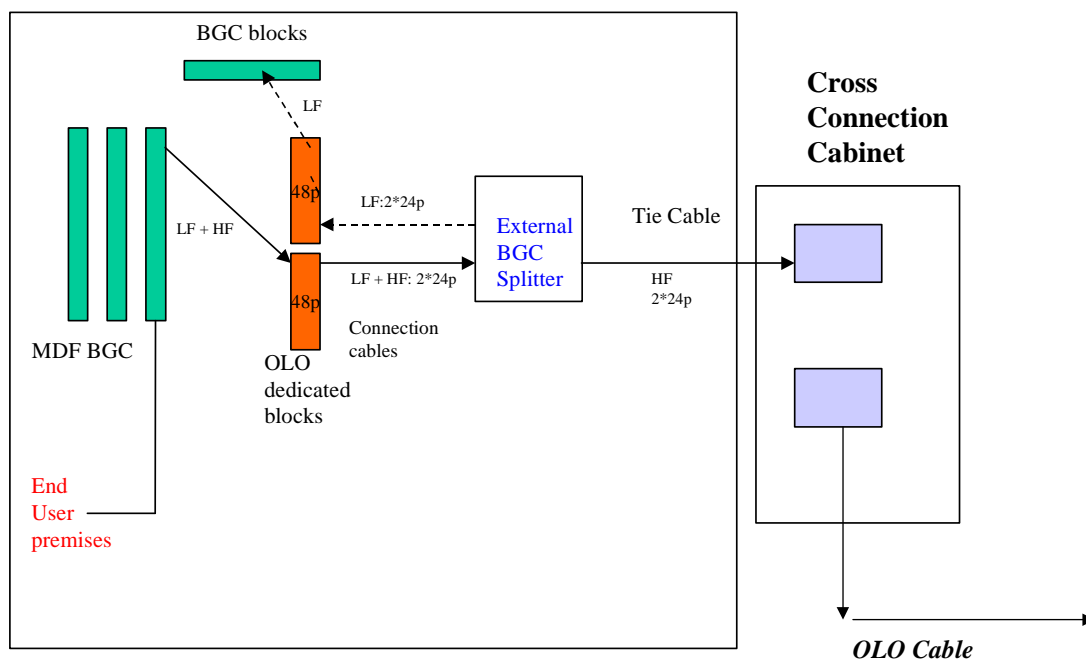 BGC blocks
LF
Cross
Connection
Cabinet
48p
LF:2*24p
LF + HF
External
BGC
Splitter
Tie Cable
LF + HF: 2*24p
HF
2*24p
48p
Connection
cables
MDF BGC
OLO
dedicated
blocks
End
User
premises
OLO Cable